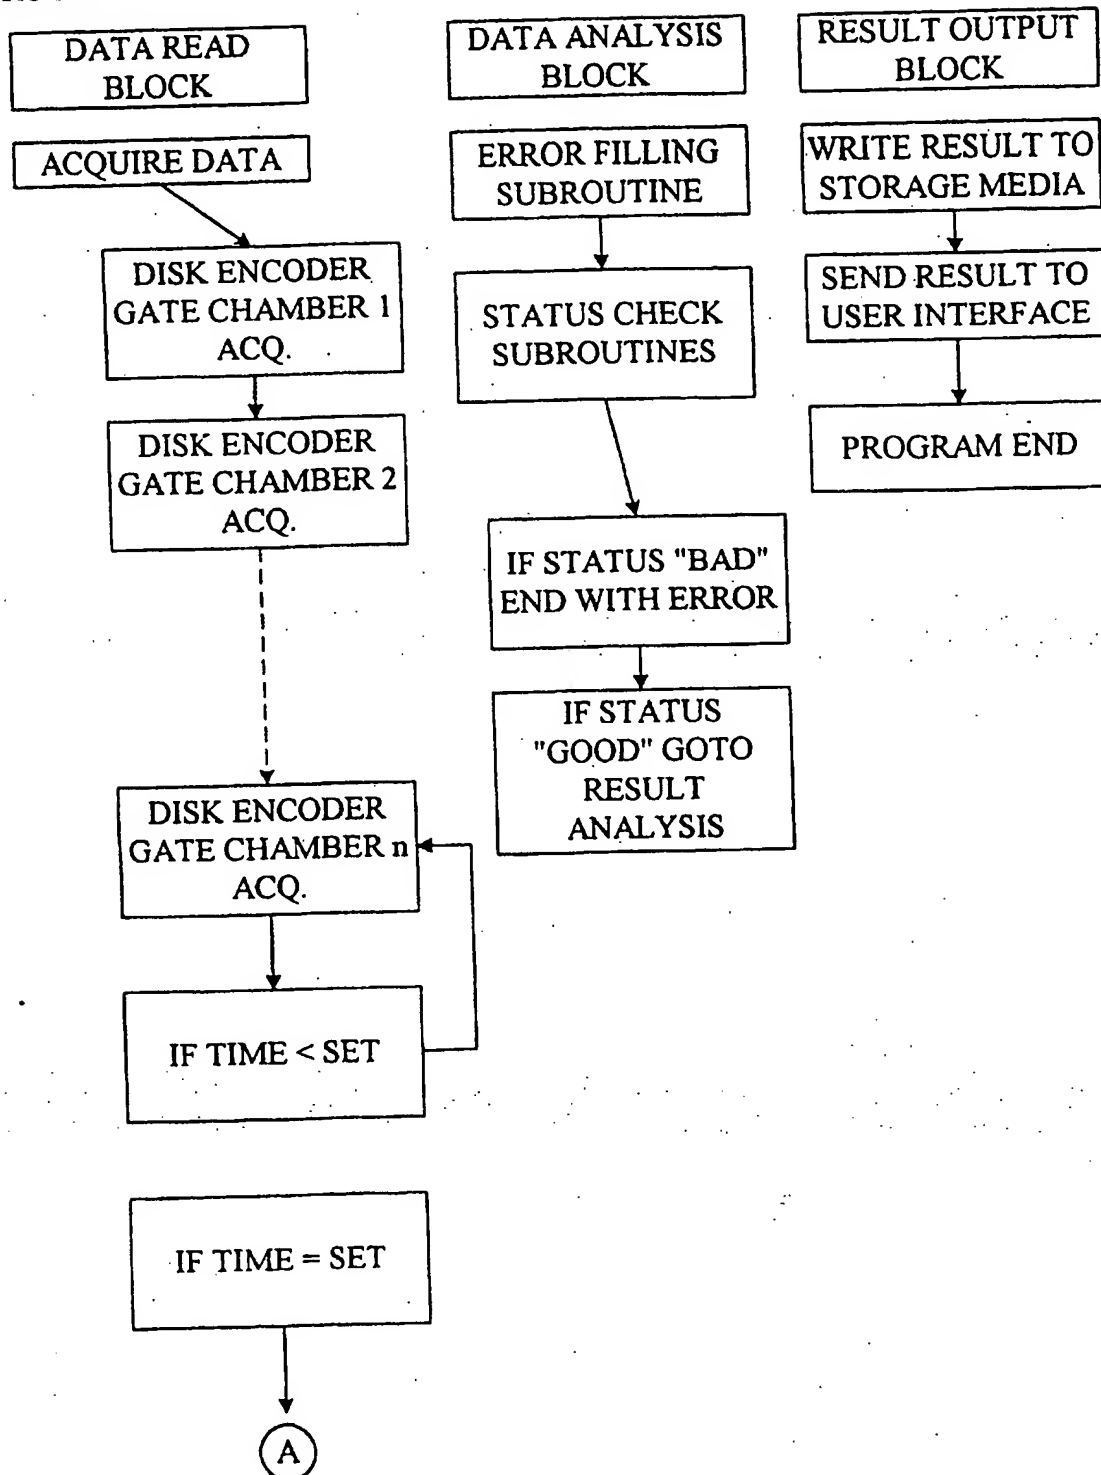 DATA READ
BLOCK
ACQUIRE DATA
DISK ENCODER
GATE CHAMBER 1
ACQ.
DISK ENCODER
GATE CHAMBER 2
ACQ.
DISK ENCODER
GATE CHAMBER n
ACQ.
IF TIME < SET
IF TIME = SET
A
DATA ANALYSIS
BLOCK
ERROR FILLING
SUBROUTINE
STATUS CHECK
SUBROUTINES
IF STATUS "BAD"
END WITH ERROR
IF STATUS
"GOOD" GOTO
RESULT
ANALYSIS
RESULT OUTPUT
BLOCK
WRITE RESULT TO
STORAGE MEDIA
SEND RESULT TO
USER INTERFACE
PROGRAM END